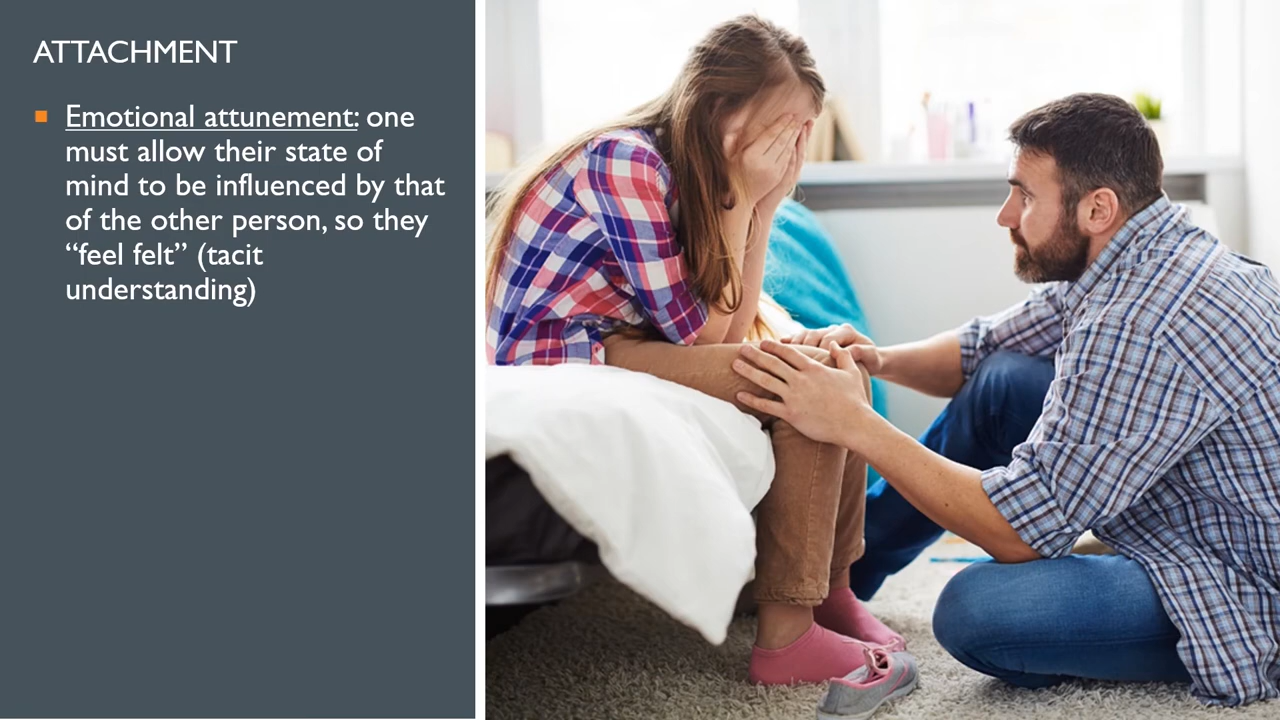 ATTACHMENT
Emotional attunement: one
must allow their state of
mind to be influenced by that
of the other person, so they
“feel felt” (tacit
understanding)